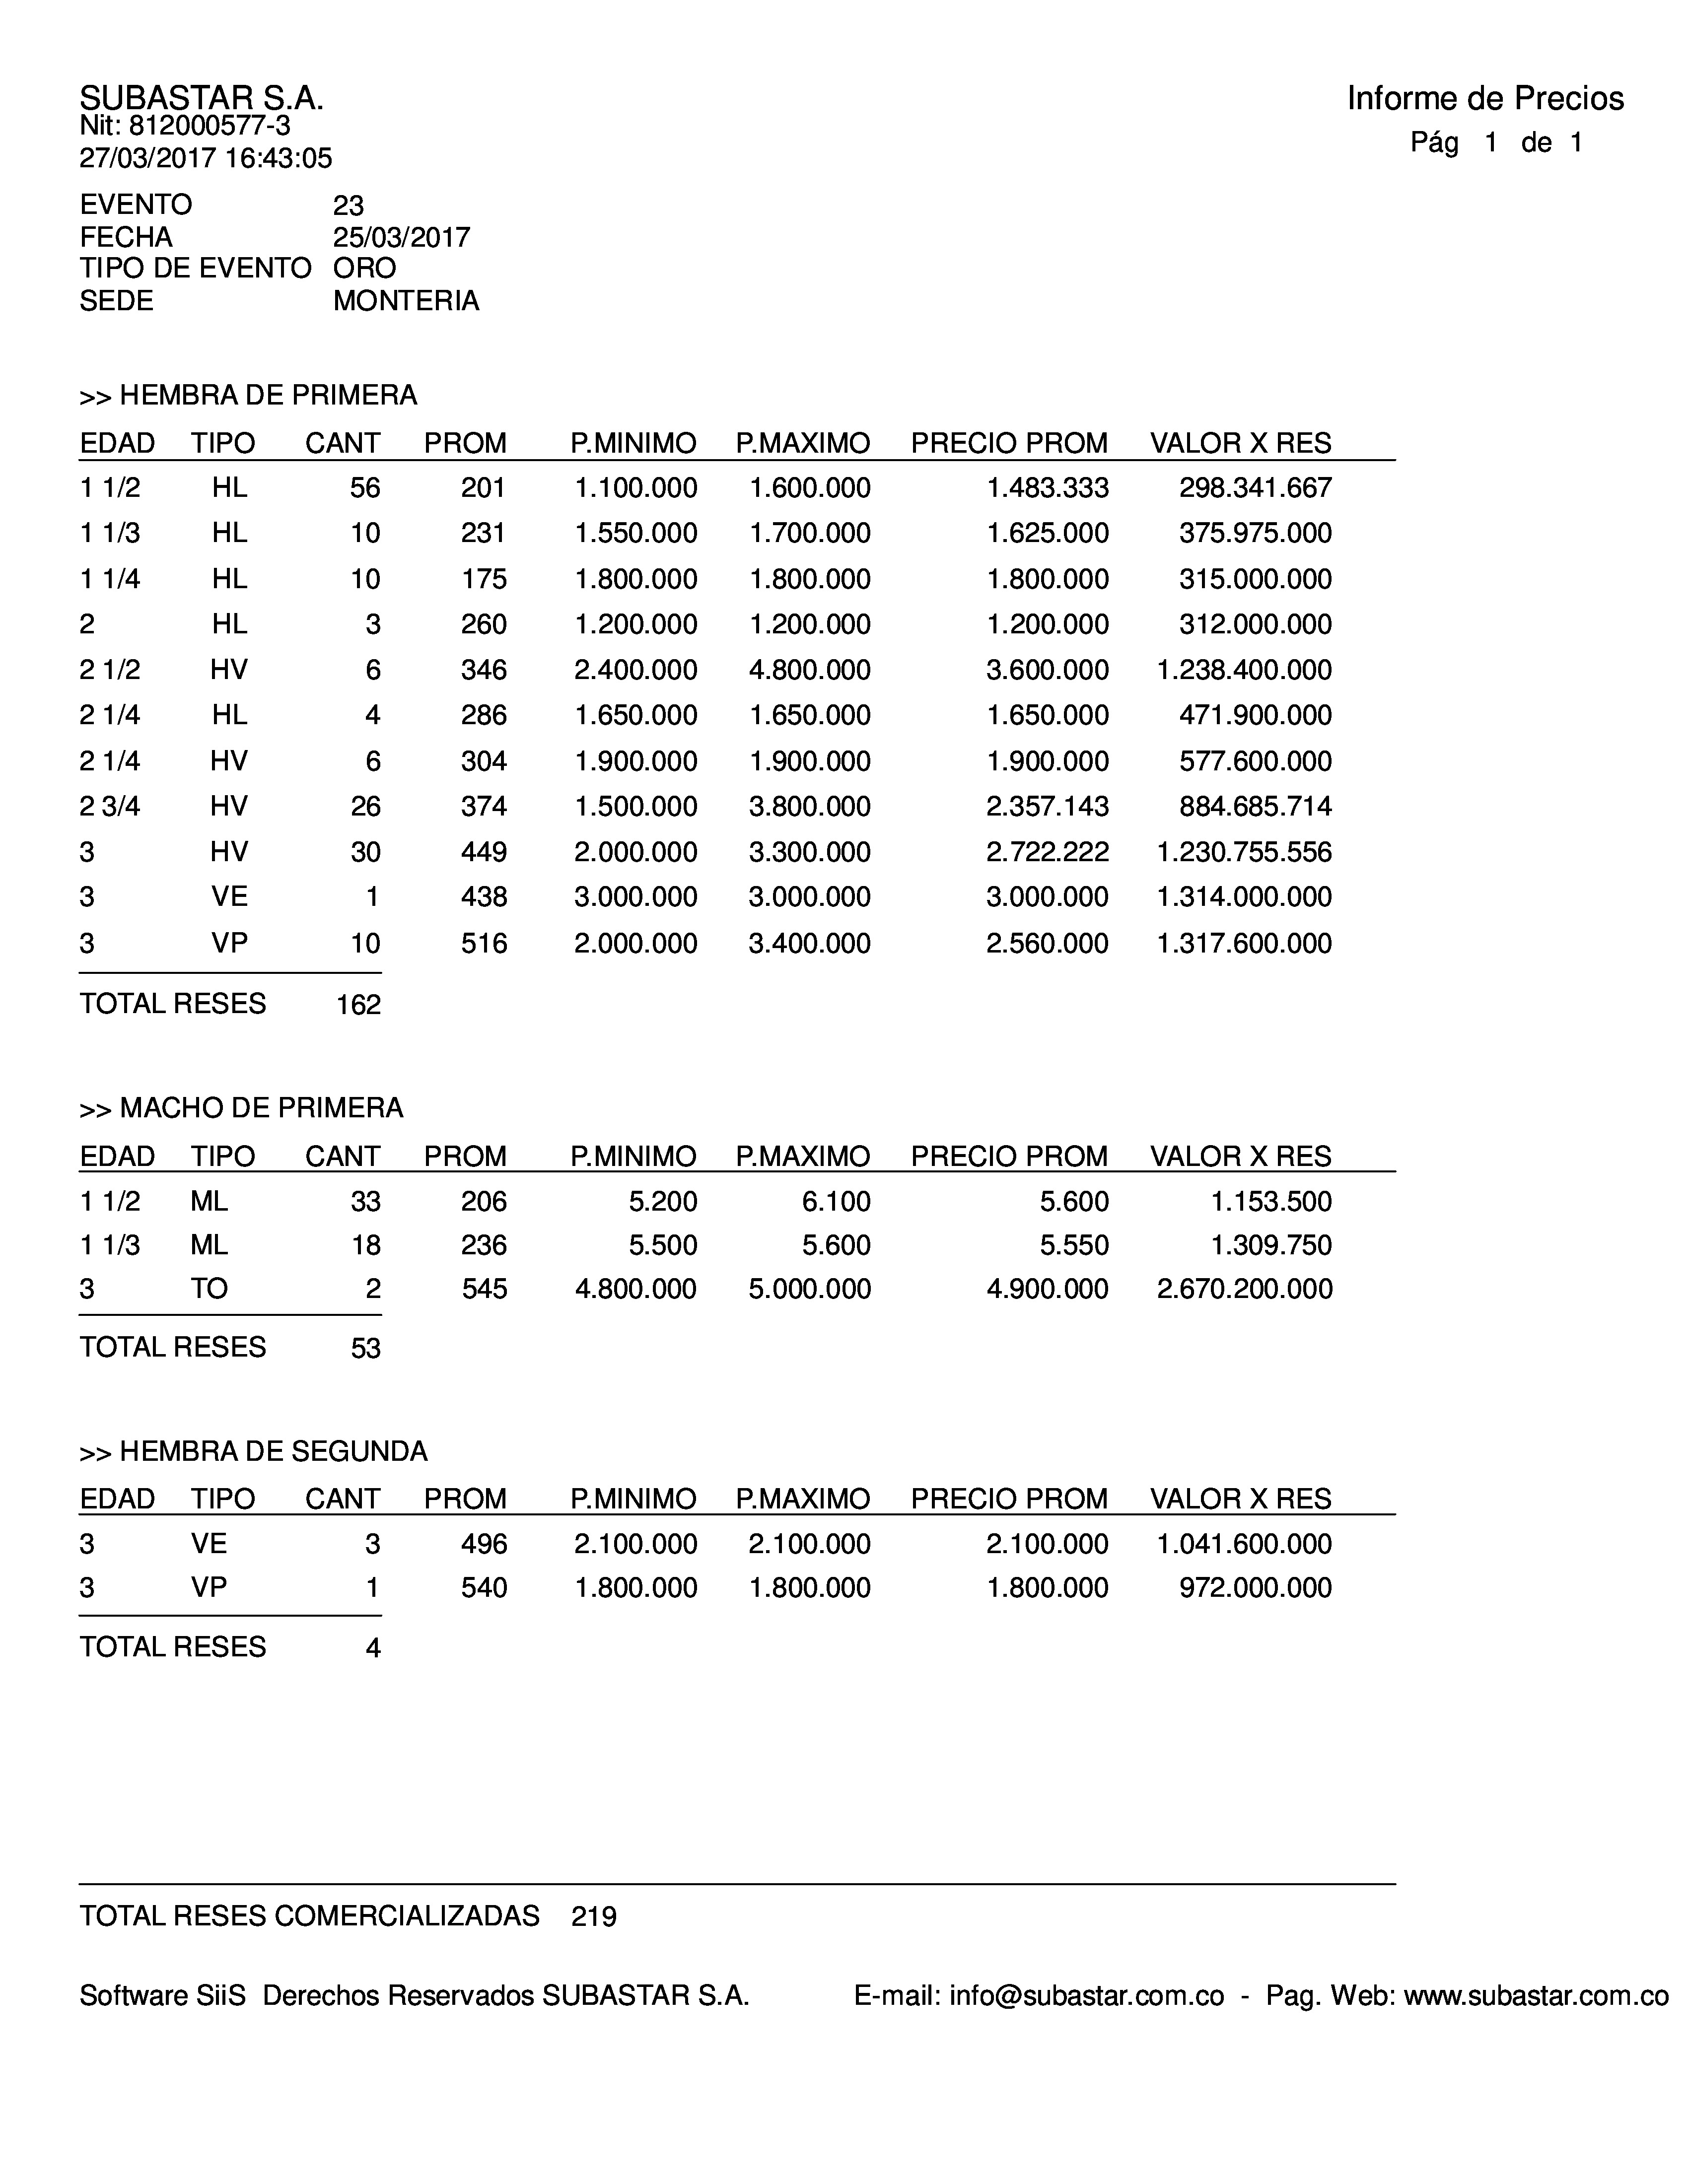 SUBASTAR S.A. Informe de Precios
Nit: 812000577-3
27/03/2017 16:43:05 Pág 1 de 1
EVENTO 23
FECHA 25/03/2017
TIPO DE EVENTO ORO
SEDE MONTERIA
>> HEMBRA DE PRIMERA
EDAD TIPO CANT PROM P.MINIMO P.MAXIMO PRECIO PROM VALOR X RES
1 1/2 HL 56 201 1.100.000 1.600.000 1.483.333 298.341.667
1 1/3 HL 10 231 1.550.000 1.700.000 1.625.000 375.975.000
1 1/4 HL 10 175 1.800.000 1.800.000 1.800.000 315.000.000
2 HL 3 260 1.200.000 1.200.000 1.200.000 312.000.000
2 1/2 HV 6 346 2.400.000 4.800.000 3.600.000 1.238.400.000
2 1/4 HL 4 286 1.650.000 1.650.000 1.650.000 471.900.000
2 1/4 HV 6 304 1.900.000 1.900.000 1.900.000 577.600.000
2 3/4 HV 26 374 1.500.000 3.800.000 2.357.143 884.685.714
3 HV 30 449 2.000.000 3.300.000 2.722.222 1.230.755.556
3 VE 1 438 3.000.000 3.000.000 3.000.000 1.314.000.000
3 VP 10 516 2.000.000 3.400.000 2.560.000 1.317.600.000
TOTAL RESES 162
>> MACHO DE PRIMERA
EDAD TIPO CANT PROM P.MINIMO P.MAXIMO PRECIO PROM VALOR X RES
1 1/2 ML 33 206 5.200 6.100 5.600 1.153.500
1 1/3 ML 18 236 5.500 5.600 5.550 1.309.750
3 TO 2 545 4.800.000 5.000.000 4.900.000 2.670.200.000
TOTAL RESES 53
>> HEMBRA DE SEGUNDA
EDAD TIPO CANT PROM P.MINIMO P.MAXIMO PRECIO PROM VALOR X RES
3 VE 3 496 2.100.000 2.100.000 2.100.000 1.041.600.000
3 VP 1 540 1.800.000 1.800.000 1.800.000 972.000.000
TOTAL RESES 4
TOTAL RESES COMERCIALIZADAS 219
Software SiiS Derechos Reservados SUBASTAR S.A. E-mail: info@subastar.com.co - Pag. Web: www.subastar.com.co